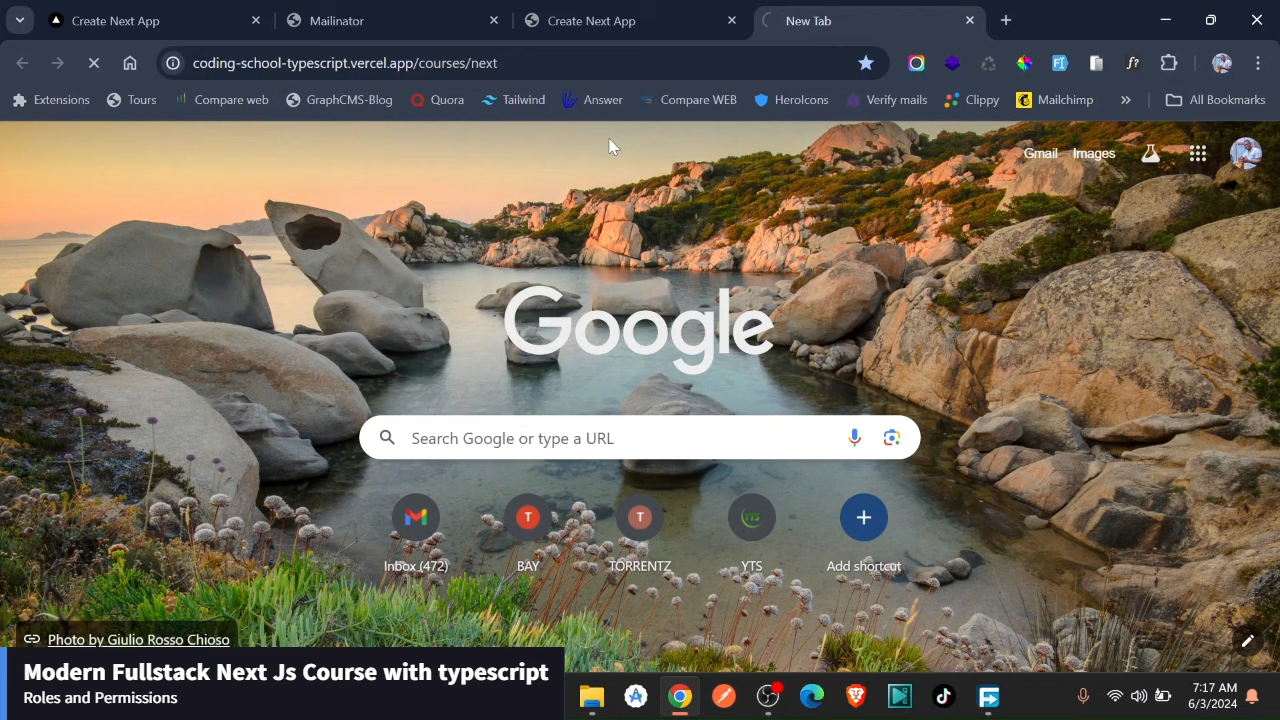 Create Next App
Mailinator
Create Next App
New Tab
coding-school-typescript.vercel.app/courses/next
Extensions
Tours
Compare web
GraphCMS-Blog
Quora
Tailwind
Answer
Compare WEB
HeroIcons
Verify mails
Clippy
Mailchimp
All Bookmarks
Gmail
Images
Google
Search Google or type a URL
T
T
YTS
Inbox (472)
BAY
TORRENTZ
YTS
Add shortcut
Photo by Giulio Rosso Chioso
Modern Fullstack Next Js Course with typescript
Roles and Permissions
7:17 AM
6/3/2024